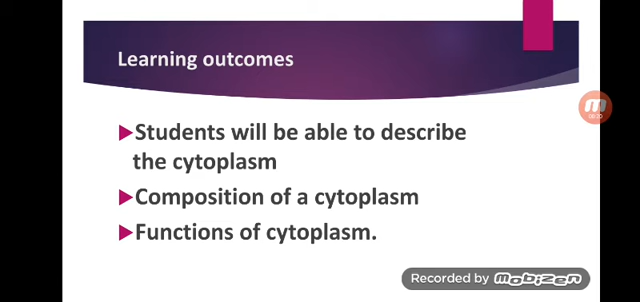 Learning outcomes
Students will be able to describe
the cytoplasm
Composition of a cytoplasm
Functions of cytoplasm.
Recorded by mobizen